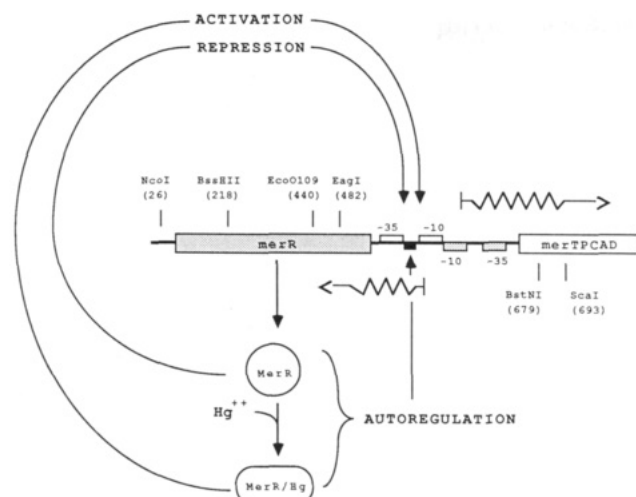 ACTIVATION
REPRESSION
NcoI BssHII EcoO109 EagI
(26) (218) (440) (482)
-35 -10
merR merTPCAD
-10 -35
BstNI ScaI
(679) (693)
MerR
Hg++
AUTOREGULATION
MerR/Hg